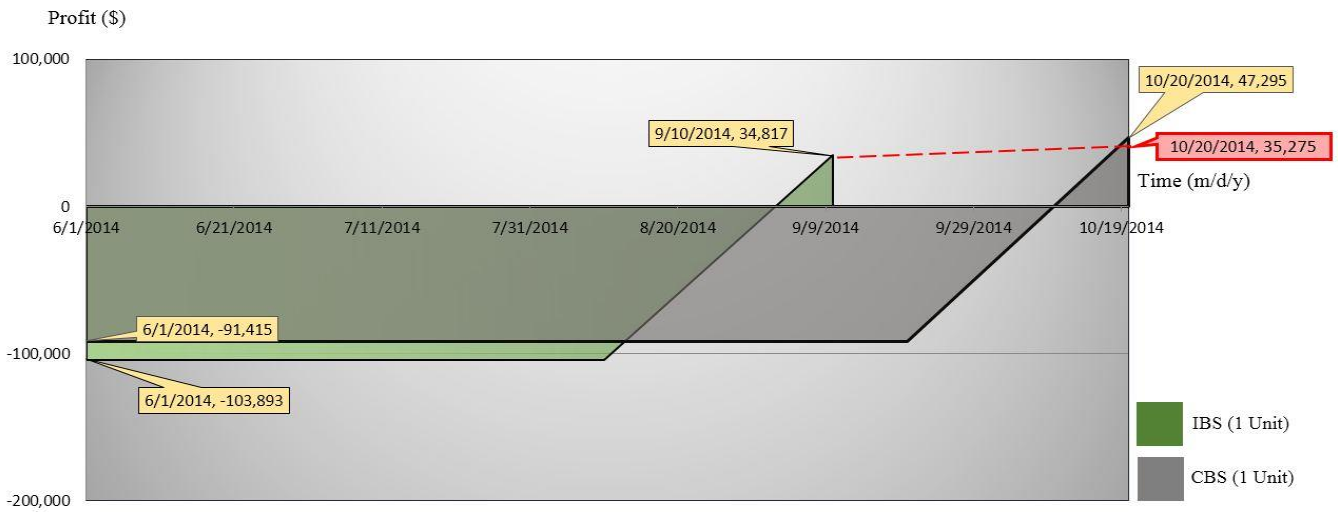 Profit ($)
100,000
10/20/2014, 47,295
9/10/2014, 34,817
10/20/2014, 35,275
Time (m/d/y)
0
6/1/2014 6/21/2014 7/11/2014 7/31/2014 8/20/2014 9/9/2014 9/29/2014 10/19/2014
6/1/2014, -91,415
-100,000
6/1/2014, -103,893
IBS (1 Unit)
CBS (1 Unit)
-200,000